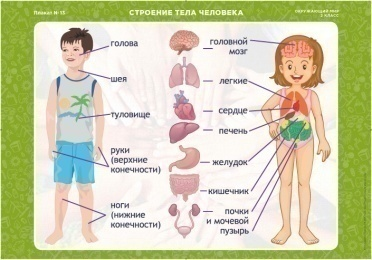 Плакат № 15
СТРОЕНИЕ ТЕЛА ЧЕЛОВЕКА
ОКРУЖАЮЩИЙ МИР
2 КЛАСС
голова
шея
туловище
руки
(верхние
конечности)
ноги
(нижние
конечности)
головной
мозг
легкие
сердце
печень
желудок
кишечник
почки
и мочевой
пузырь